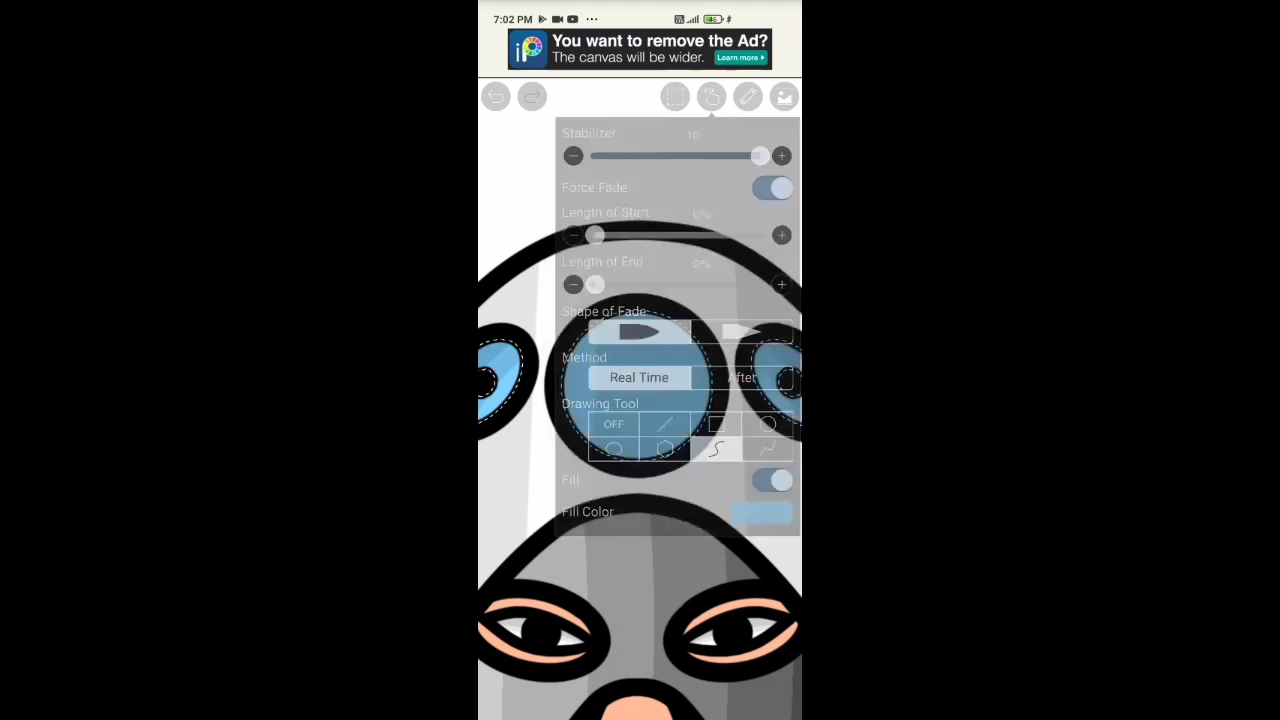 7:02 PM
46
You want to remove the Ad?
The canvas will be wider.
Learn more
iP
Stabilizer 10
Force Fade
Length of Start 0%
Length of End 0%
Shape of Fade
Method
Real Time After
Drawing Tool
OFF
Fill
Fill Color